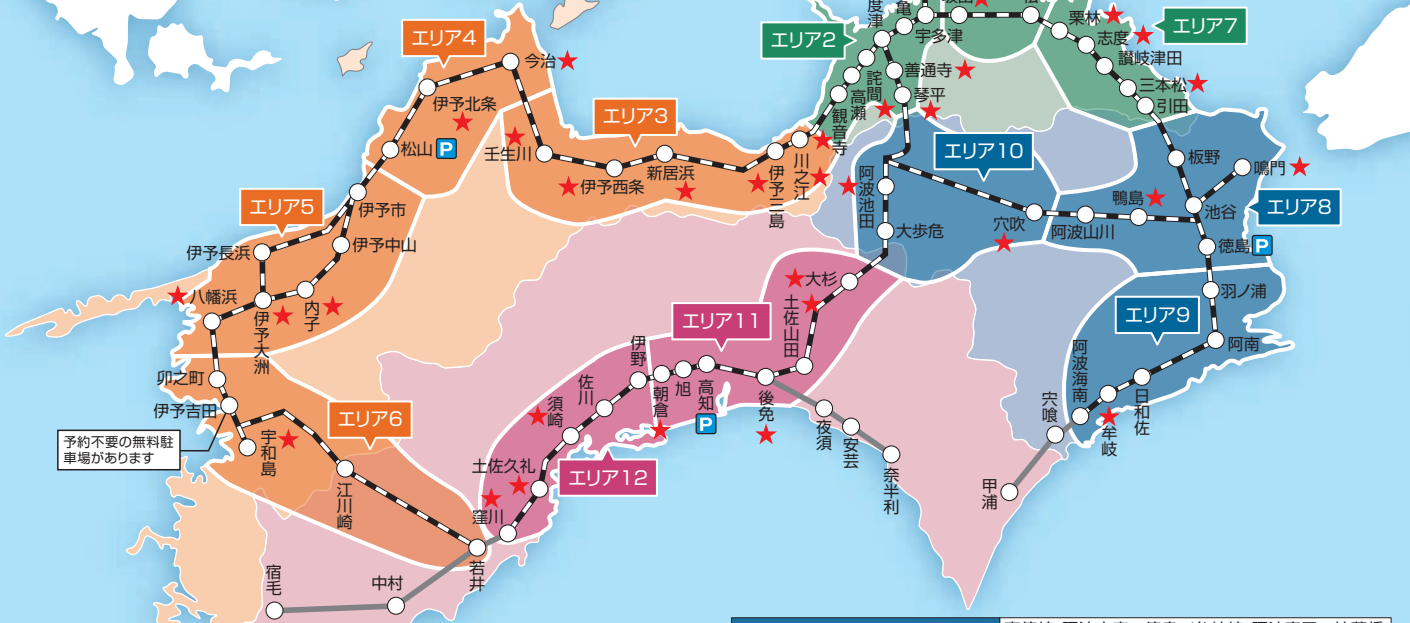 エリア4
エリア2
エリア7
エリア3
エリア10
エリア5
エリア8
エリア9
エリア11
エリア6
エリア12
今治
伊予北条
松山
P
壬生川
伊予西条
新居浜
伊予三島
川之江
観音寺
高瀬
詫間
度津
宇多津
善通寺
琴平
栗林
志度
讃岐津田
三本松
引田
板野
鳴門
池谷
鴨島
阿波山川
穴吹
阿波池田
大歩危
徳島
P
羽ノ浦
阿南
日和佐
牟岐
阿波海南
宍喰
甲浦
伊予市
伊予中山
伊予長浜
内子
伊予大洲
八幡浜
卯之町
伊予吉田
予約不要の無料駐
車場があります
宇和島
江川崎
若井
中村
宿毛
窪川
土佐久礼
須崎
佐川
伊野
朝倉
旭
高知
P
後免
土佐山田
大杉
夜須
安芸
奈半利